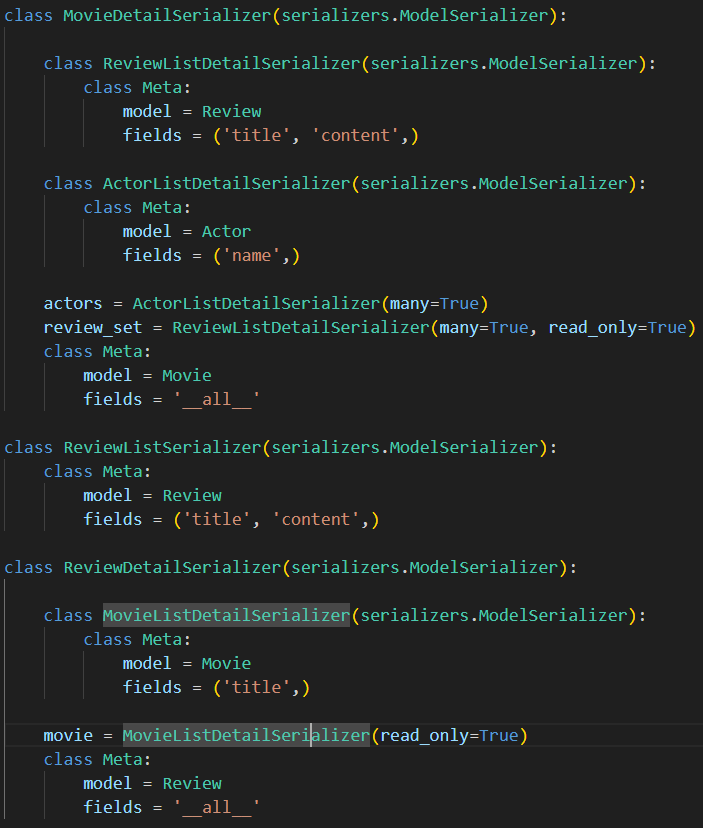 class MovieDetailSerializer(serializers.ModelSerializer):
    class ReviewListDetailSerializer(serializers.ModelSerializer):
        class Meta:
            model = Review
            fields = ('title', 'content',)
    class ActorListDetailSerializer(serializers.ModelSerializer):
        class Meta:
            model = Actor
            fields = ('name',)
    actors = ActorListDetailSerializer(many=True)
    review_set = ReviewListDetailSerializer(many=True, read_only=True)
    class Meta:
        model = Movie
        fields = '__all__'
class ReviewListSerializer(serializers.ModelSerializer):
    class Meta:
        model = Review
        fields = ('title', 'content',)
class ReviewDetailSerializer(serializers.ModelSerializer):
    class MovieListDetailSerializer(serializers.ModelSerializer):
        class Meta:
            model = Movie
            fields = ('title',)
    movie = MovieListDetailSerializer(read_only=True)
    class Meta:
        model = Review
        fields = '__all__'